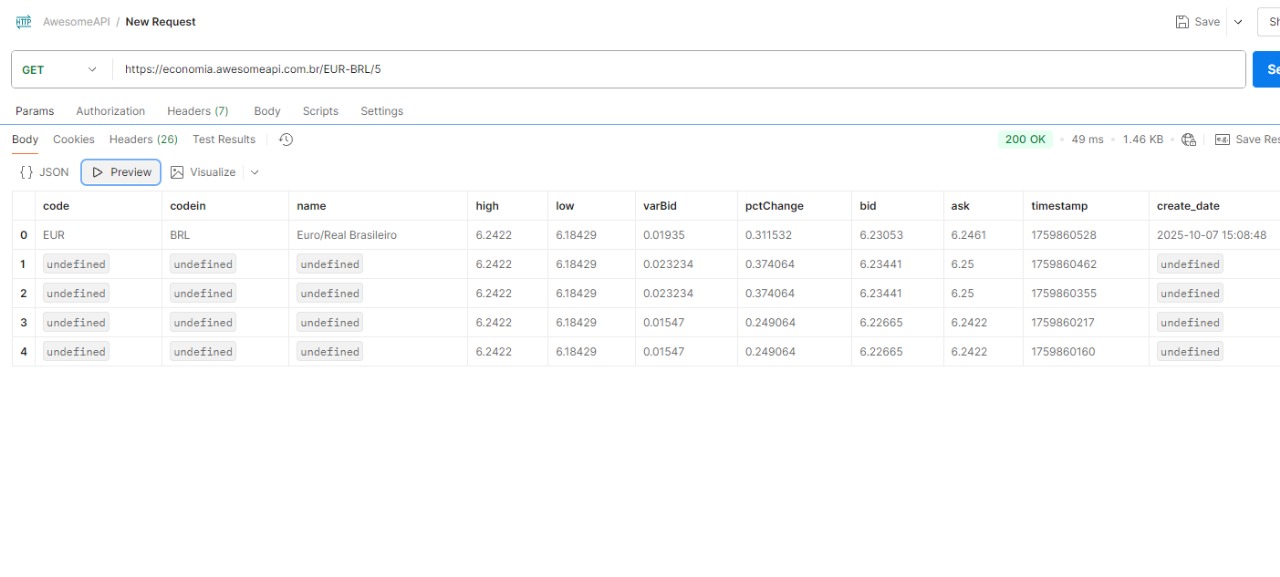 HTTP AwesomeAPI / New Request Save
GET https://economia.awesomeapi.com.br/EUR-BRL/5
Params Authorization Headers (7) Body Scripts Settings
Body Cookies Headers (26) Test Results 200 OK 49 ms 1.46 KB e.g. Save Res
{} JSON Preview Visualize
code codein name high low varBid pctChange bid ask timestamp create_date
0 EUR BRL Euro/Real Brasileiro 6.2422 6.18429 0.01935 0.311532 6.23053 6.2461 1759860528 2025-10-07 15:08:48
1 undefined undefined undefined 6.2422 6.18429 0.023234 0.374064 6.23441 6.25 1759860462 undefined
2 undefined undefined undefined 6.2422 6.18429 0.023234 0.374064 6.23441 6.25 1759860355 undefined
3 undefined undefined undefined 6.2422 6.18429 0.01547 0.249064 6.22665 6.2422 1759860217 undefined
4 undefined undefined undefined 6.2422 6.18429 0.01547 0.249064 6.22665 6.2422 1759860160 undefined